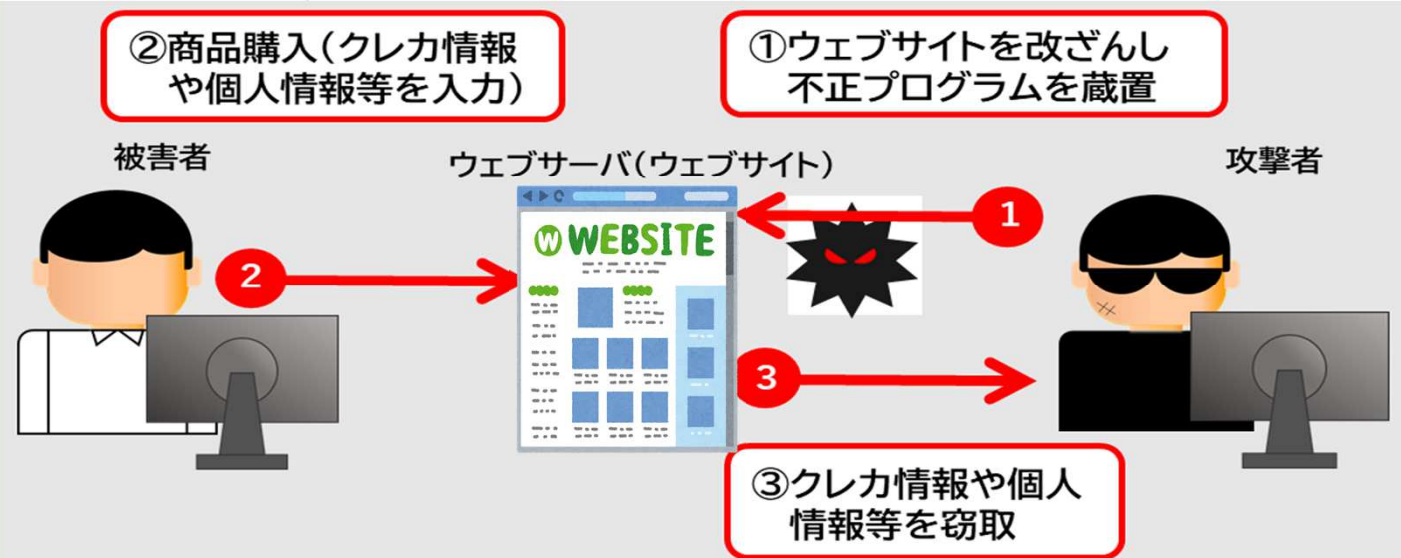 ②商品購入(クレカ情報
や個人情報等を入力)
①ウェブサイトを改ざんし
不正プログラムを蔵置
被害者
ウェブサーバ(ウェブサイト)
攻撃者
W WEBSITE
1
2
3
③クレカ情報や個人
情報等を窃取